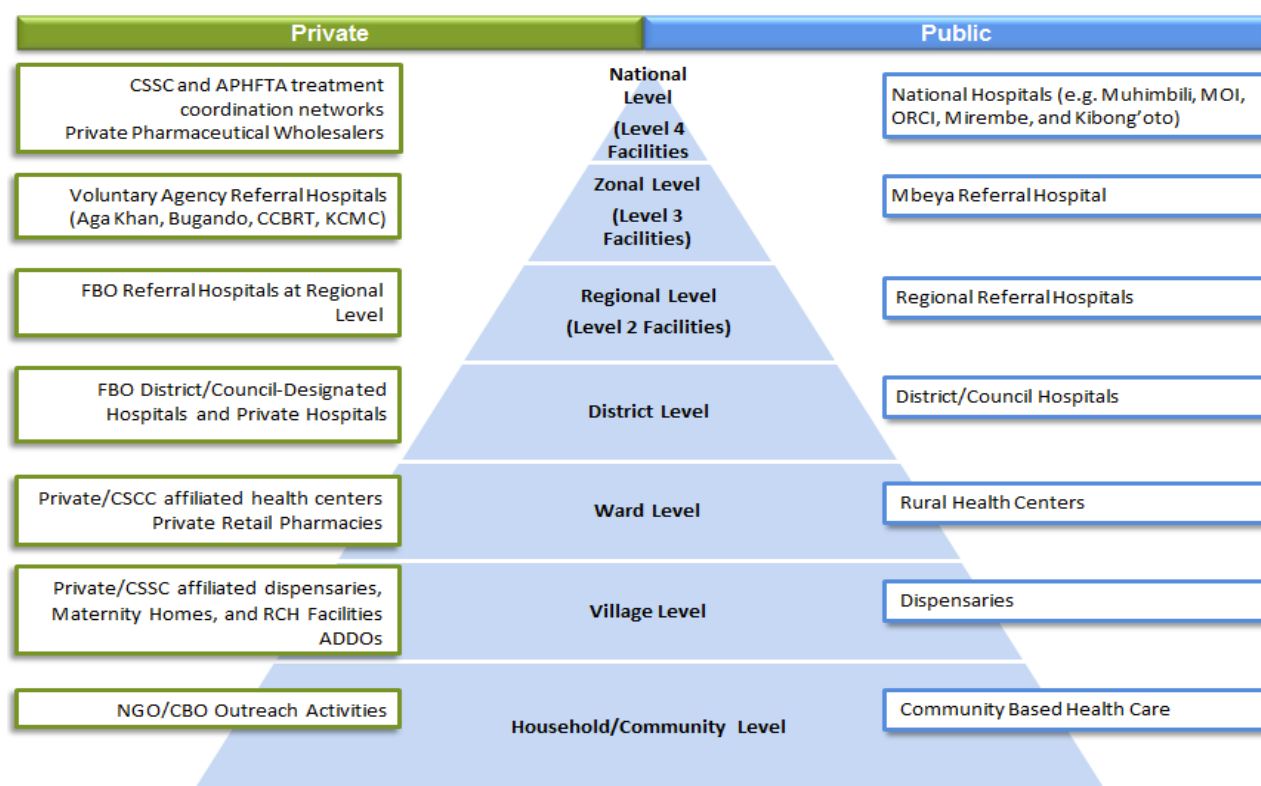 Private
Public
CSSC and APHFTA treatment
coordination networks
Private Pharmaceutical Wholesalers
National
Level
(Level 4
Facilities
National Hospitals (e.g. Muhimbili, MOI,
ORCI, Mirembe, and Kibong’oto)
Voluntary Agency Referral Hospitals
(Aga Khan, Bugando, CCBRT, KCMC)
Zonal Level
(Level 3
Facilities)
Mbeya Referral Hospital
FBO Referral Hospitals at Regional
Level
Regional Level
(Level 2 Facilities)
Regional Referral Hospitals
FBO District/Council-Designated
Hospitals and Private Hospitals
District Level
District/Council Hospitals
Private/CSCC affiliated health centers
Private Retail Pharmacies
Ward Level
Rural Health Centers
Private/CSSC affiliated dispensaries,
Maternity Homes, and RCH Facilities
ADDOs
Village Level
Dispensaries
NGO/CBO Outreach Activities
Household/Community Level
Community Based Health Care